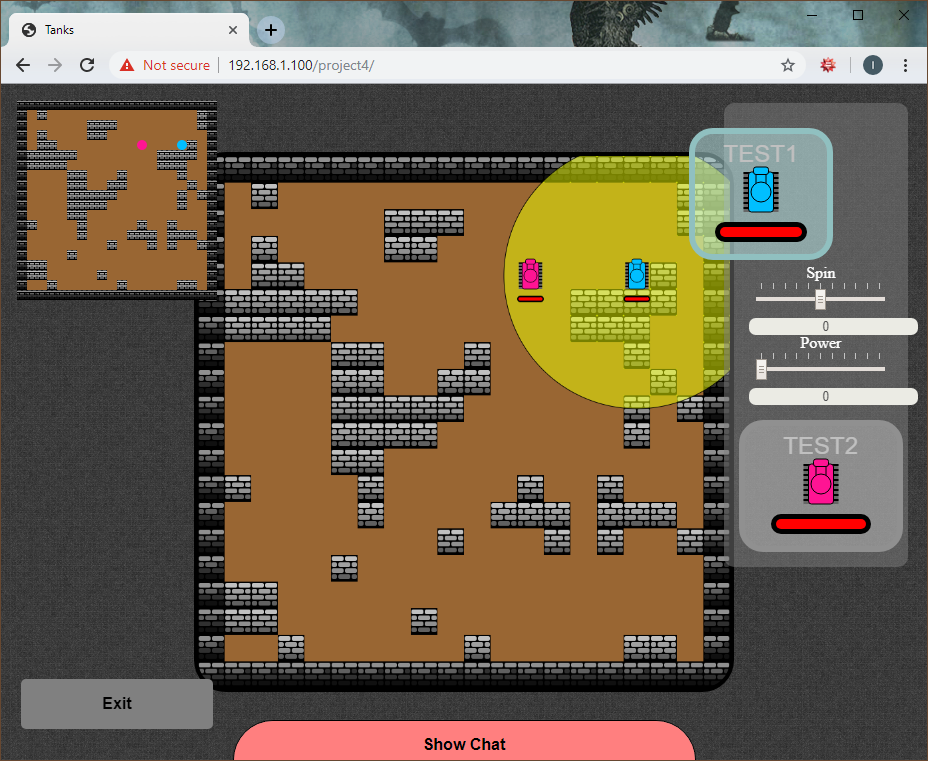 Tanks
Not secure
192.168.1.100/project4/
I
TEST1
Spin
0
Power
0
TEST2
Exit
Show Chat